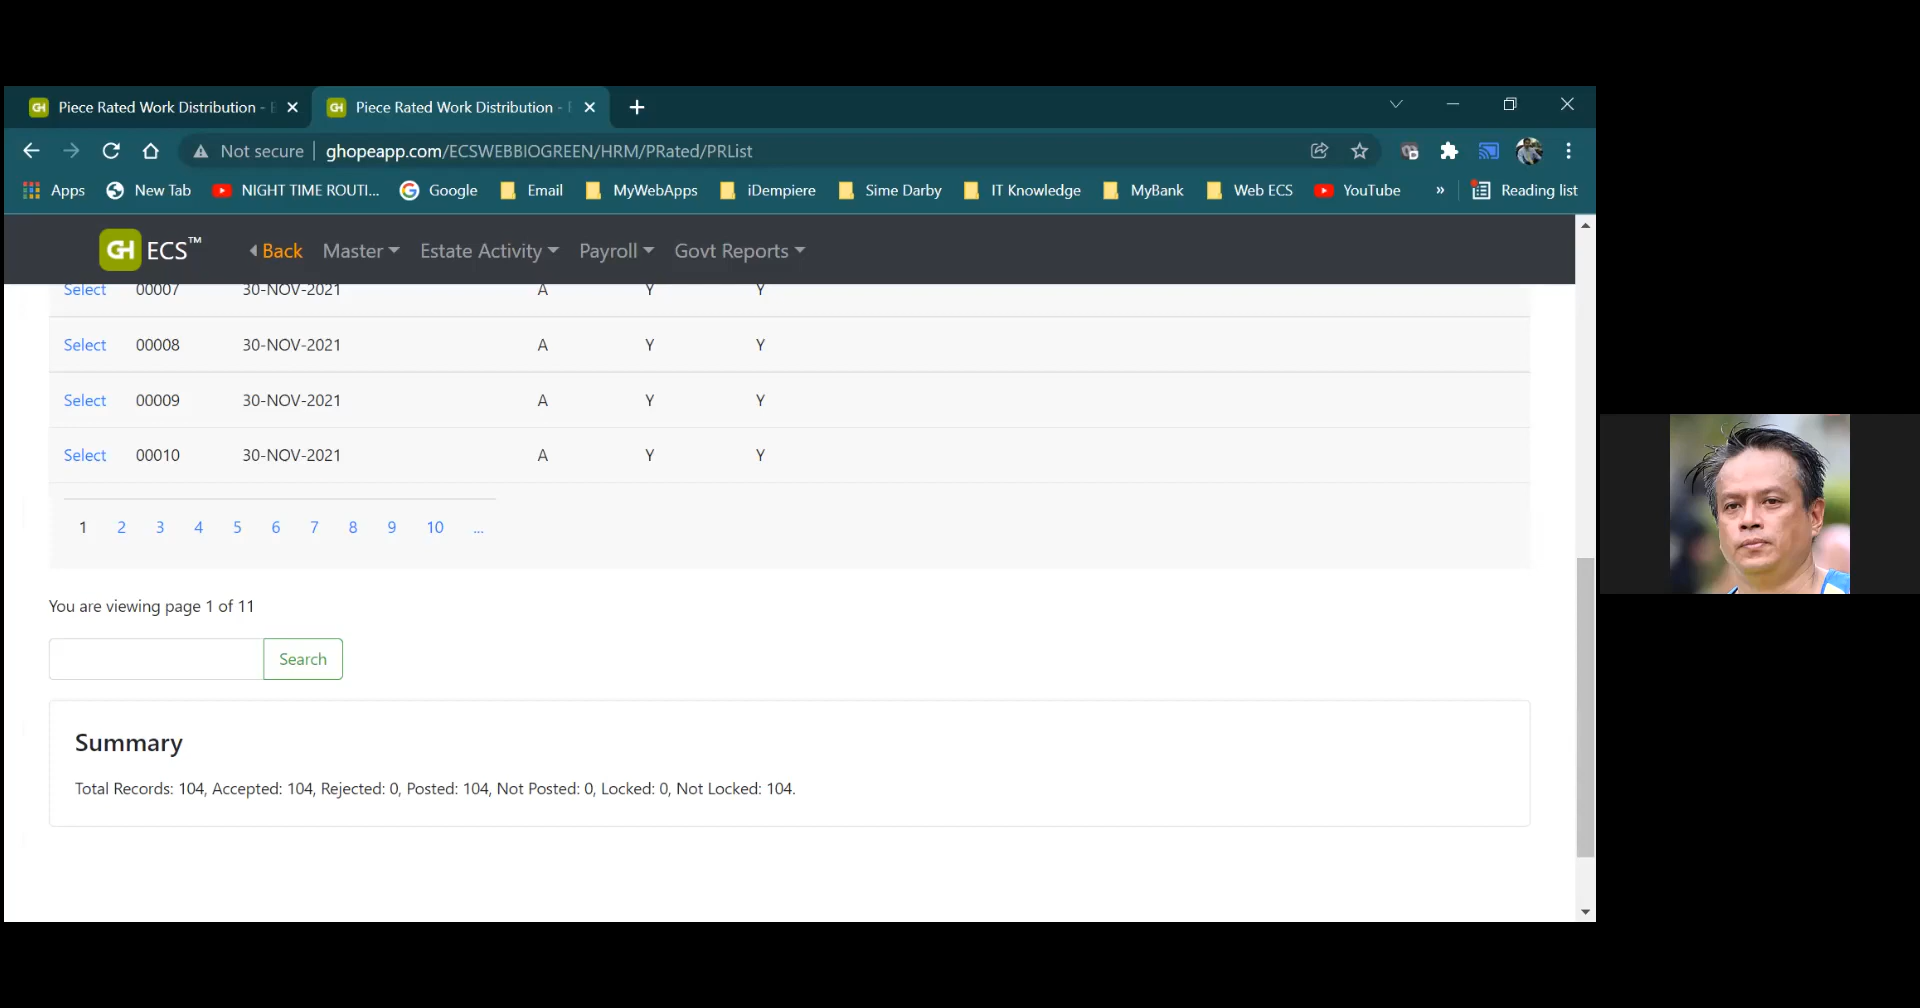 GH Piece Rated Work Distribution - GH Piece Rated Work Distribution -
Not secure ghopeapp.com/ECSWEBBIOGREEN/HRM/PRated/PRList
Apps New Tab NIGHT TIME ROUTI... Google Email MyWebApps iDempiere Sime Darby IT Knowledge MyBank Web ECS YouTube » Reading list
GH ECS™ Back Master Estate Activity Payroll Govt Reports
Select 00007 30-NOV-2021 A Y Y
Select 00008 30-NOV-2021 A Y Y
Select 00009 30-NOV-2021 A Y Y
Select 00010 30-NOV-2021 A Y Y
1 2 3 4 5 6 7 8 9 10 ...
You are viewing page 1 of 11
Search
Summary
Total Records: 104, Accepted: 104, Rejected: 0, Posted: 104, Not Posted: 0, Locked: 0, Not Locked: 104.